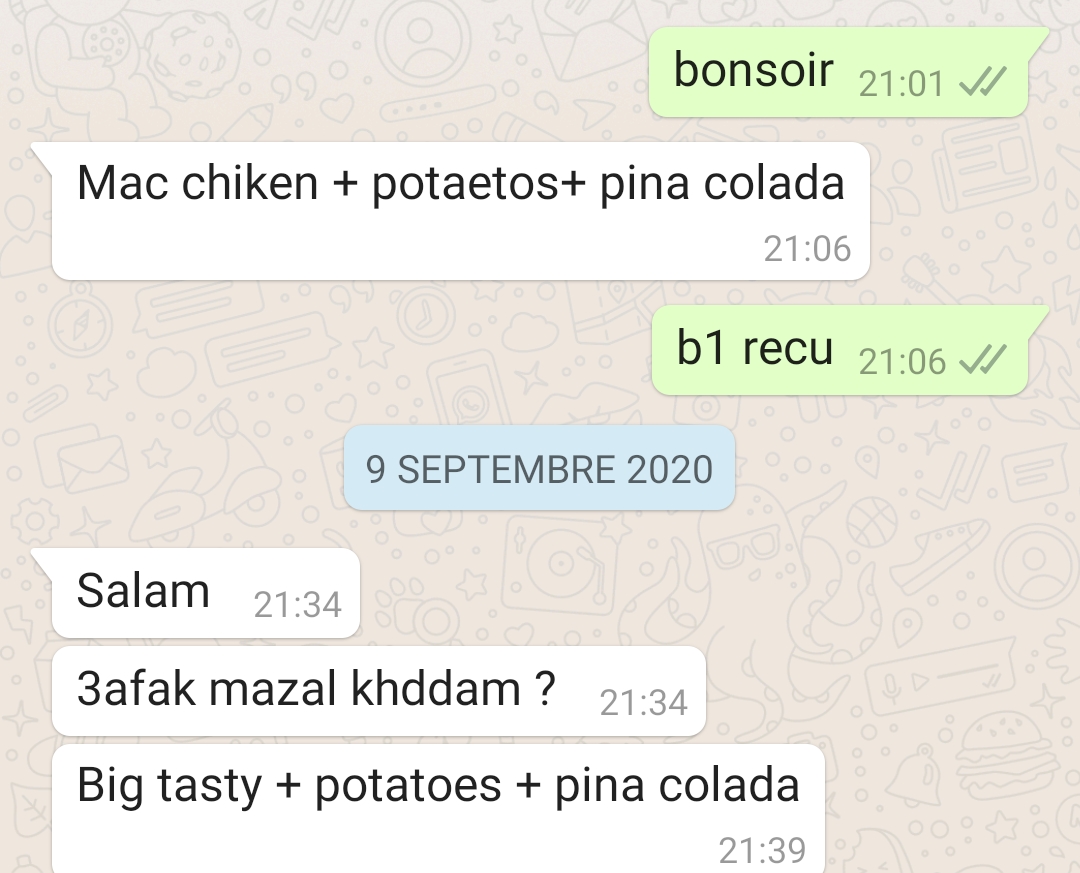 bonsoir 21:01
Mac chiken + potaetos+ pina colada
21:06
b1 recu 21:06
9 SEPTEMBRE 2020
Salam 21:34
3afak mazal khddam ? 21:34
Big tasty + potatoes + pina colada
21:39